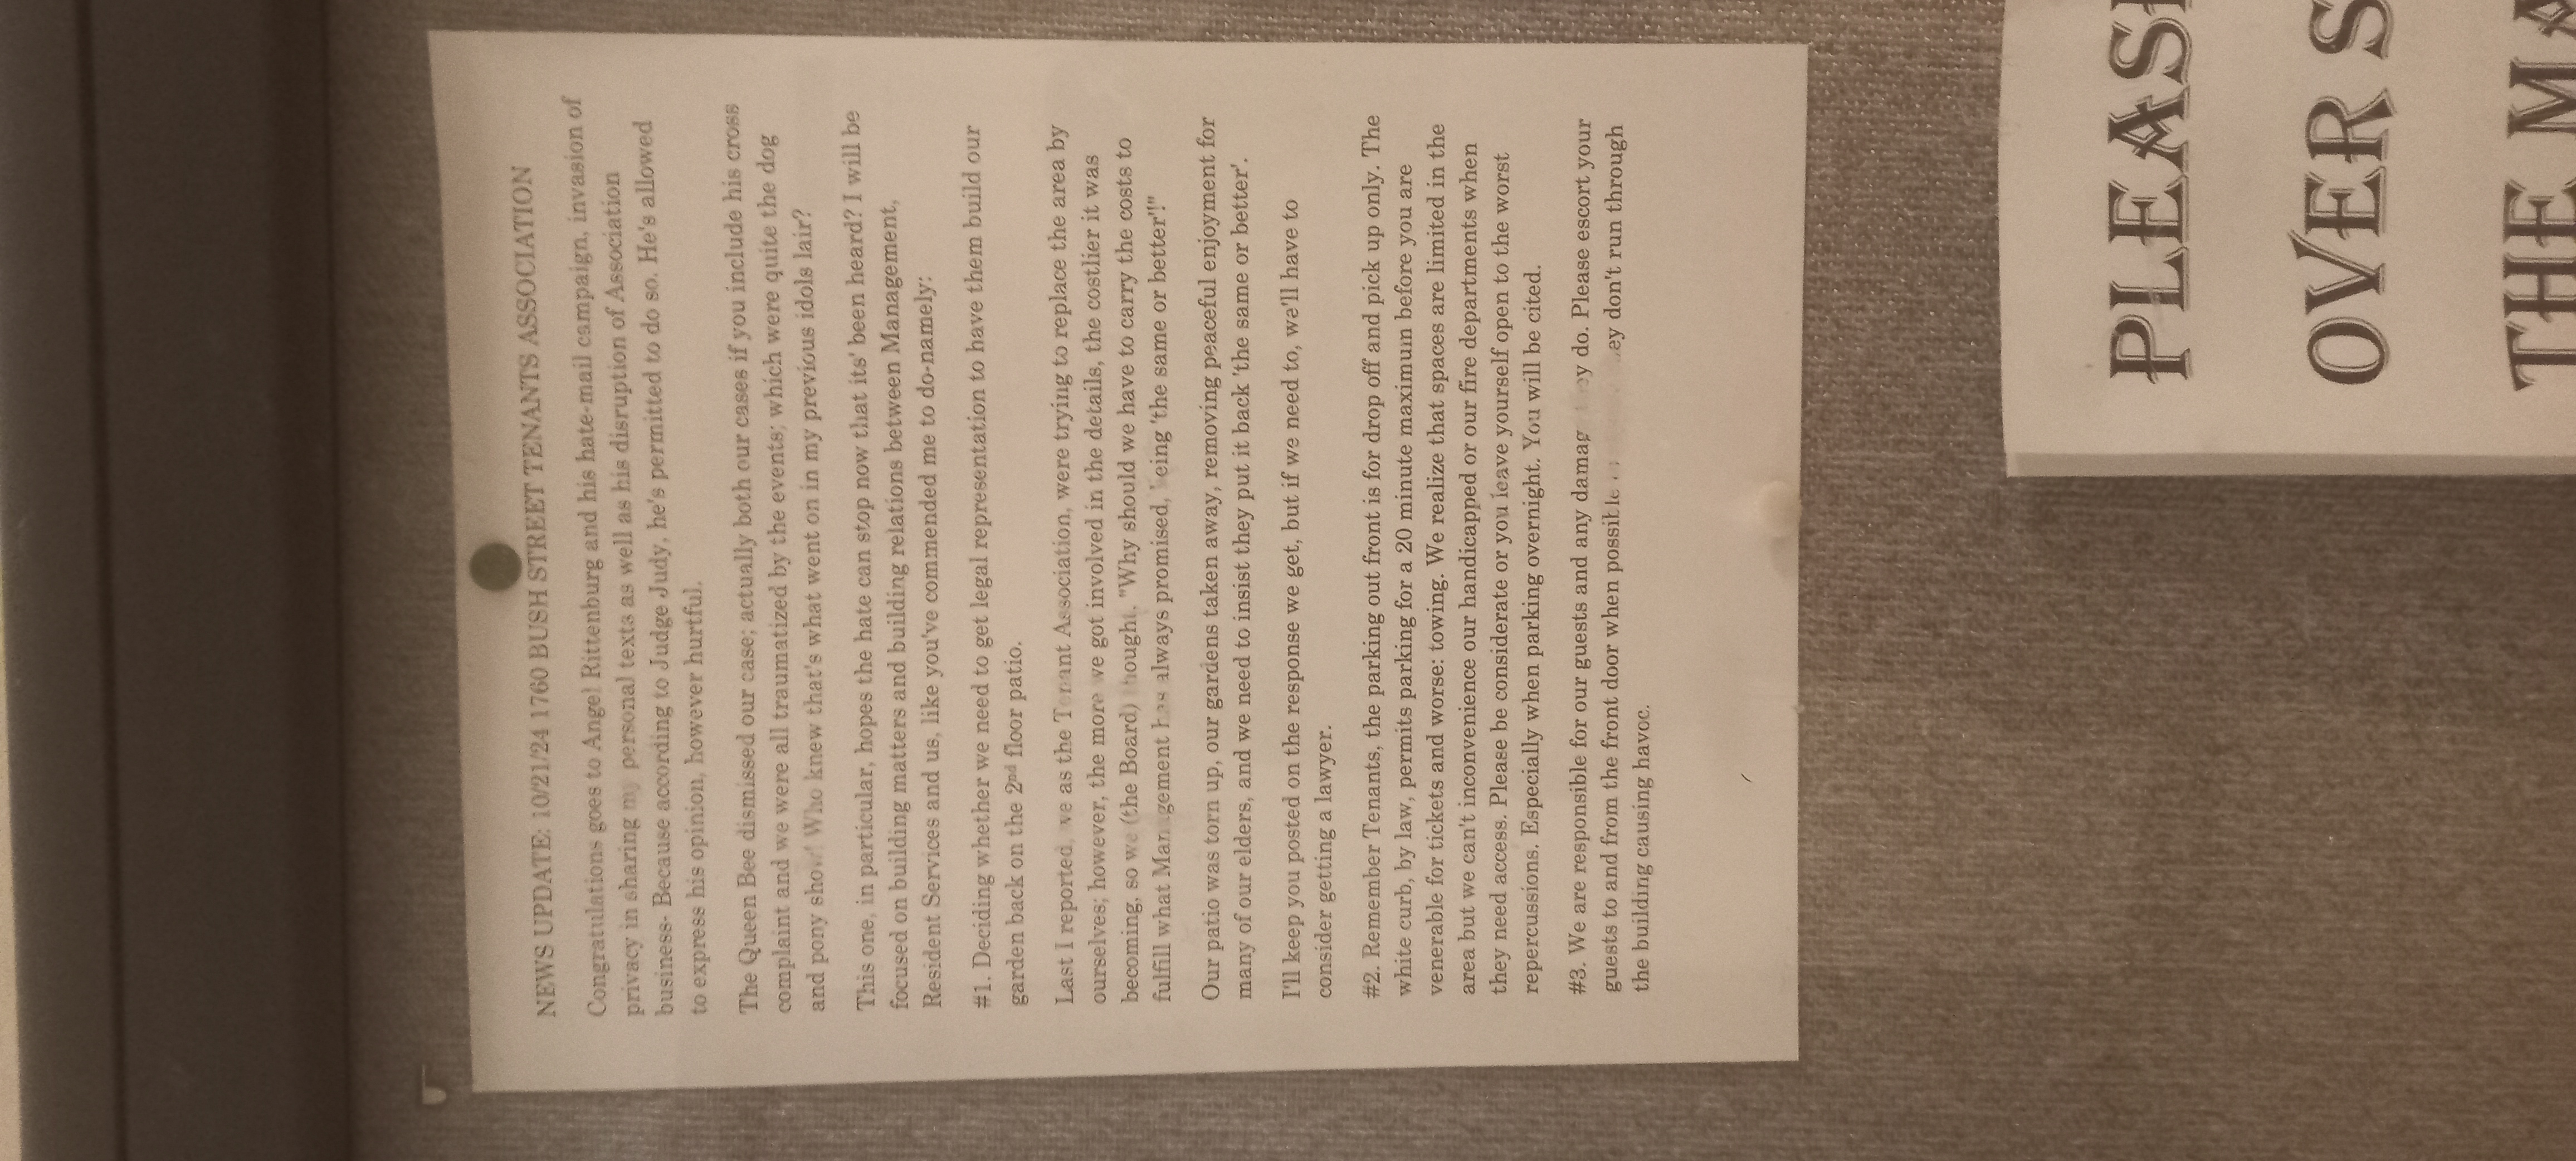 NEWS UPDATE: 10/21/24 1760 BUSH STREET TENANTS ASSOCIATION
Congratulations goes to Angel Rittenburg and his hate-mail campaign, invasion of
privacy in sharing my personal texts as well as his disruption of Association
business- Because according to Judge Judy, he's permitted to do so. He's allowed
to express his opinion, however hurtful.
The Queen Bee dismissed our case; actually both our cases if you include his cross
complaint and we were all traumatized by the events; which were quite the dog
and pony show! Who knew that's what went on in my previous idols lair?
This one, in particular, hopes the hate can stop now that its' been heard? I will be
focused on building matters and building relations between Management,
Resident Services and us, like you've commended me to do-namely:
#1. Deciding whether we need to get legal representation to have them build our
garden back on the 2nd floor patio.
Last I reported, we as the Tenant Association, were trying to replace the area by
ourselves; however, the more we got involved in the details, the costlier it was
becoming, so we (the Board) thought, "Why should we have to carry the costs to
fulfill what Management has always promised, being 'the same or better'!"
Our patio was torn up, our gardens taken away, removing peaceful enjoyment for
many of our elders, and we need to insist they put it back 'the same or better'.
I'll keep you posted on the response we get, but if we need to, we'll have to
consider getting a lawyer.
#2. Remember Tenants, the parking out front is for drop off and pick up only. The
white curb, by law, permits parking for a 20 minute maximum before you are
venerable for tickets and worse: towing. We realize that spaces are limited in the
area but we can't inconvenience our handicapped or our fire departments when
they need access. Please be considerate or you leave yourself open to the worst
repercussions. Especially when parking overnight. You will be cited.
#3. We are responsible for our guests and any do. Please escort your
guests to and from the front door when possible don't run through
the building causing havoc.
PLEAS
OVER S
THE MA